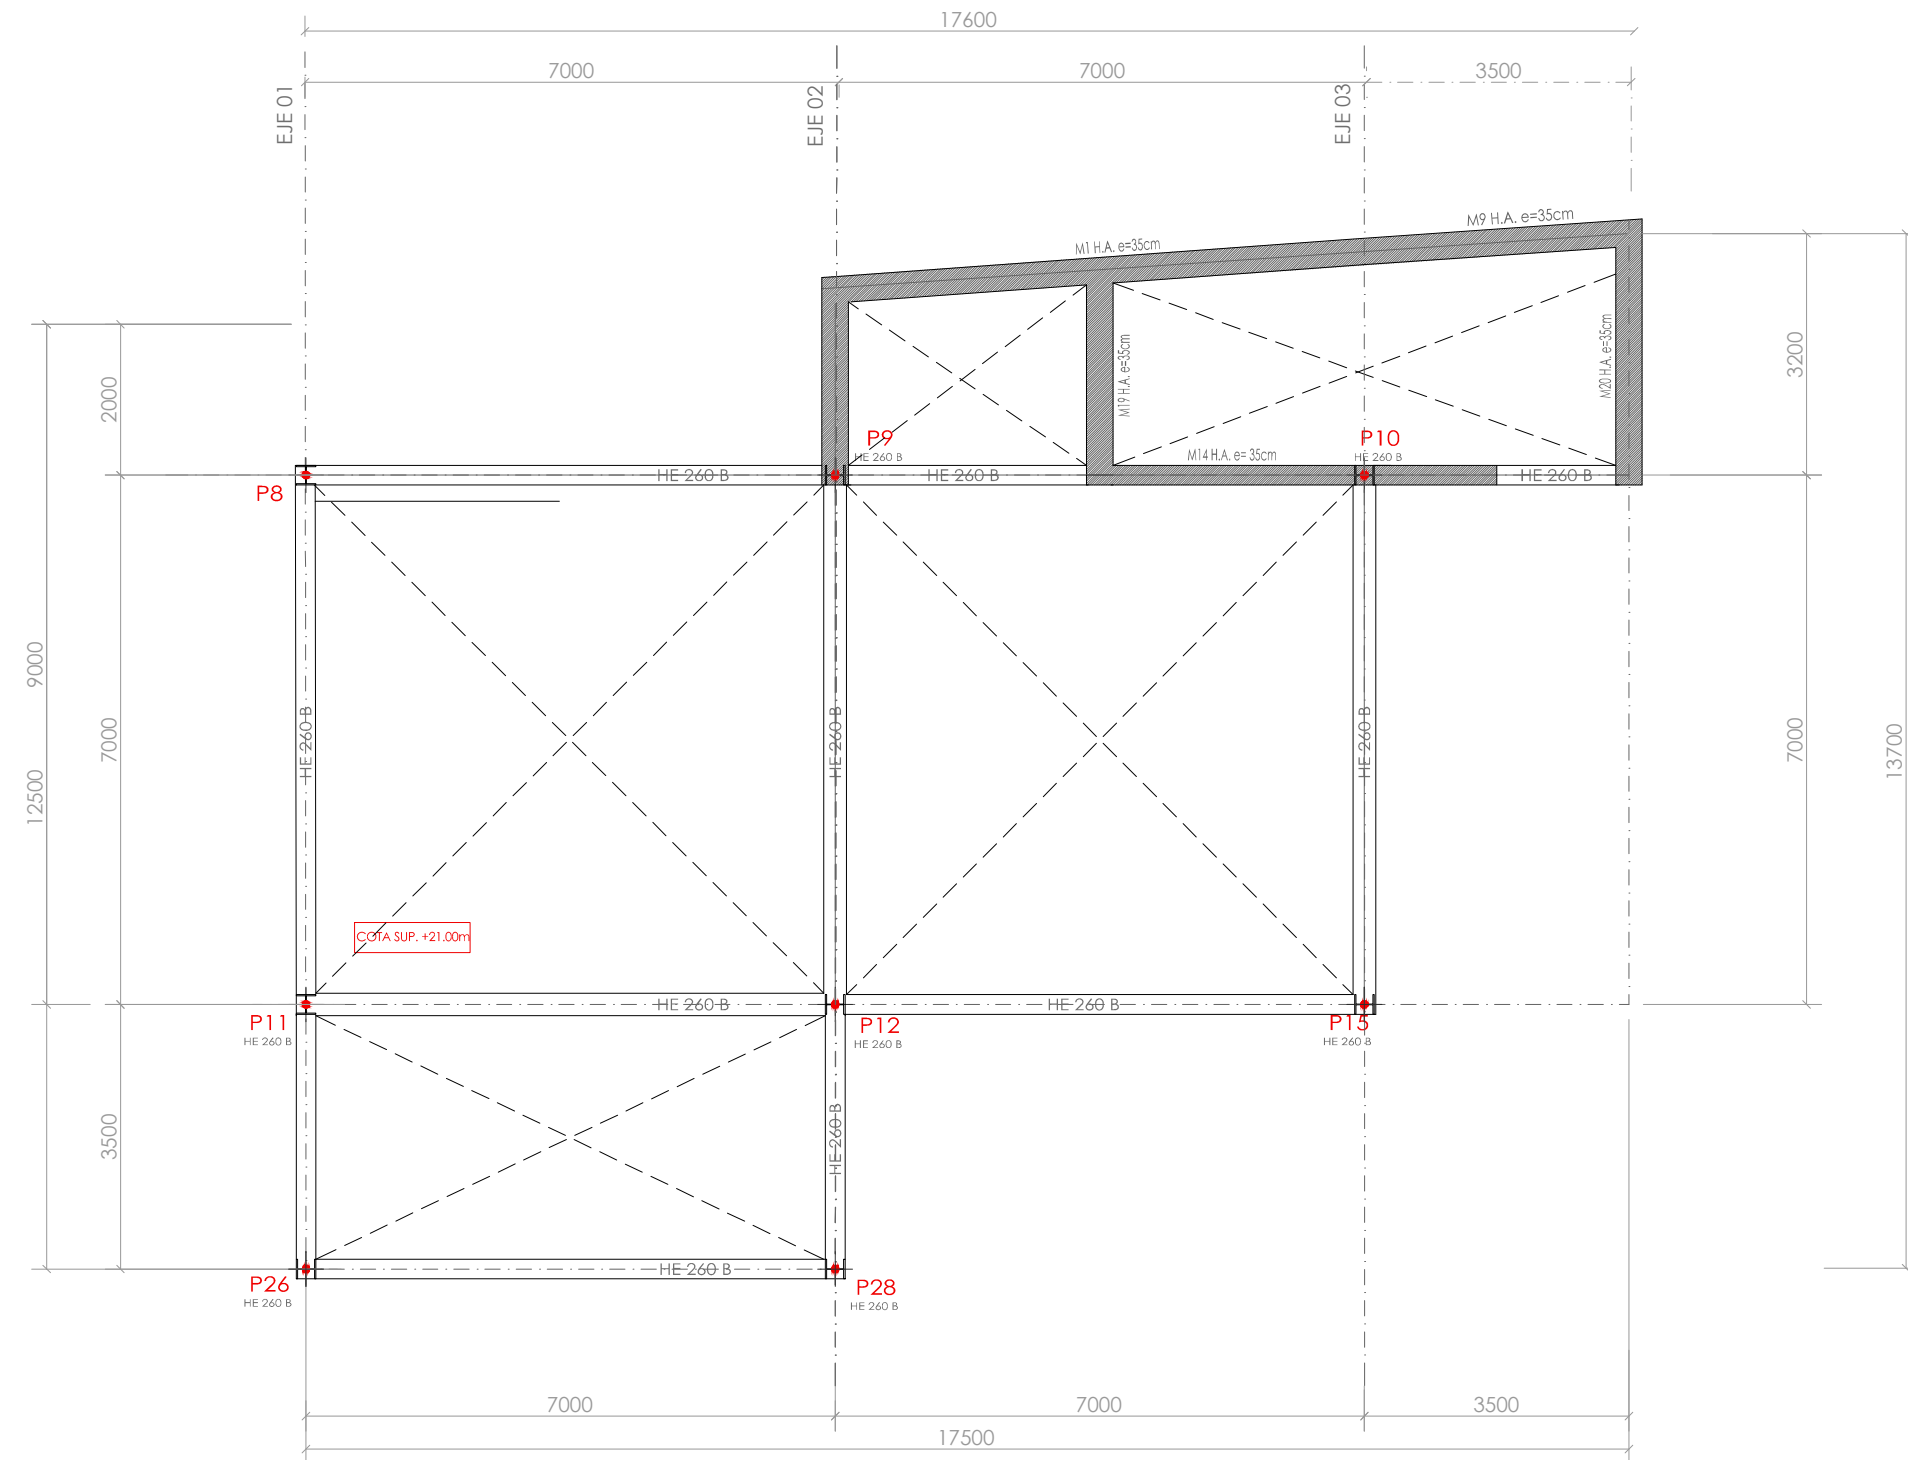 17600
7000
7000
3500
EJE 01
EJE 02
EJE 03
M9 H.A. e=35cm
M1 H.A. e=35cm
M19 H.A. e=35cm
M20 H.A. e=35cm
2000
3200
P9
HE 260 B
P10
HE 260 B
M14 H.A. e= 35cm
HE 260 B
HE 260 B
HE 260 B
P8
9000
12500
7000
HE 260 B
HE 260 B
HE 260 B
7000
13700
COTA SUP. +21.00m
HE 260 B
HE 260 B
P11
HE 260 B
P12
HE 260 B
P15
HE 260 B
3500
HE 260 B
HE 260 B
P26
HE 260 B
P28
HE 260 B
7000
7000
3500
17500